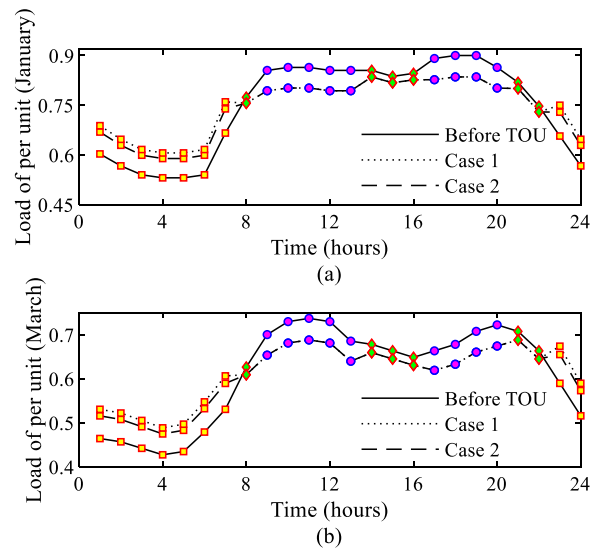 Load of per unit (January)
0.9
0.75
0.6
0.45
Before TOU
Case 1
Case 2
0 4 8 12 16 20 24
Time (hours)
(a)
Load of per unit (March)
0.7
0.6
0.5
0.4
Before TOU
Case 1
Case 2
0 4 8 12 16 20 24
Time (hours)
(b)